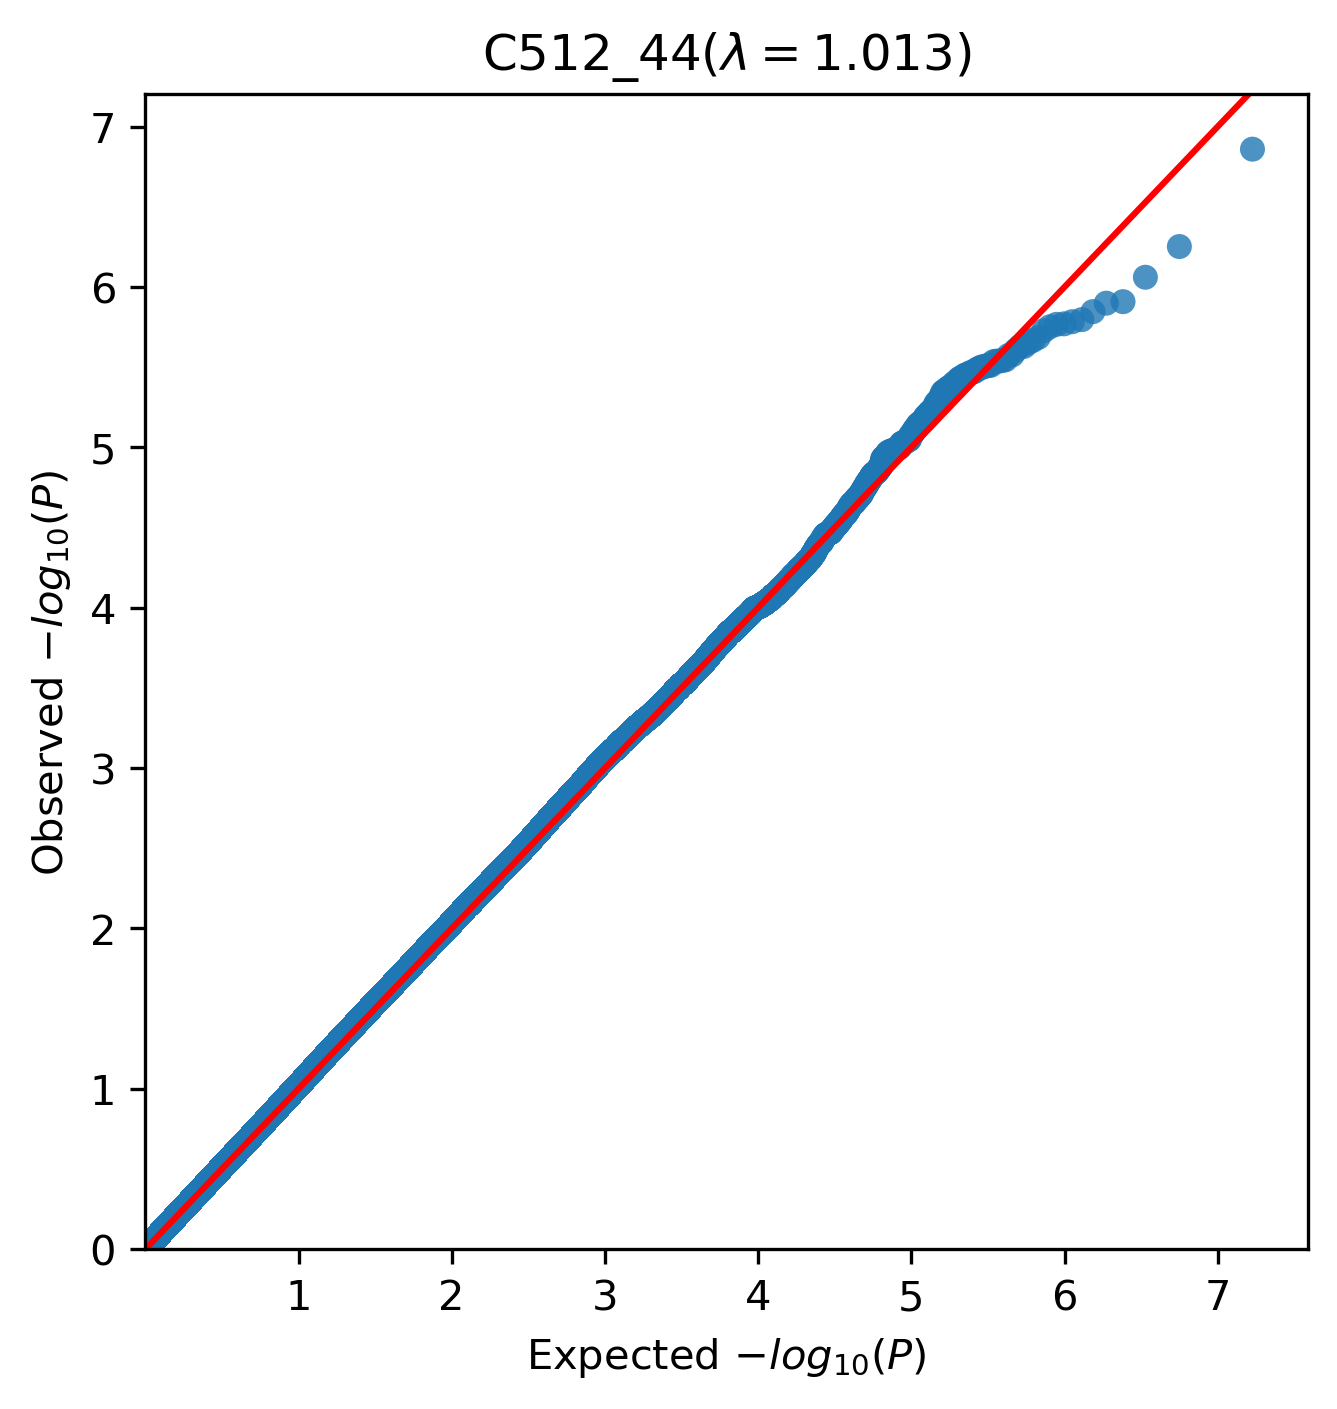 C512_44(λ = 1.013)
7
6
5
4
3
2
1
0
Observed −log10(P)
1 2 3 4 5 6 7
Expected −log10(P)